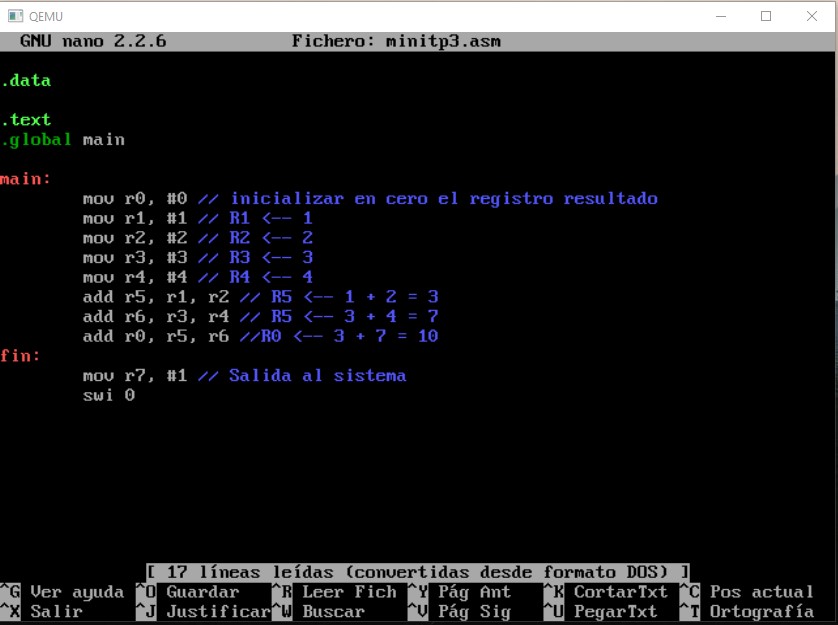 QEMU
GNU nano 2.2.6 Fichero: minitp3.asm
.data
.text
.global main
main:
mov r0, #0 // inicializar en cero el registro resultado
mov r1, #1 // R1 <-- 1
mov r2, #2 // R2 <-- 2
mov r3, #3 // R3 <-- 3
mov r4, #4 // R4 <-- 4
add r5, r1, r2 // R5 <-- 1 + 2 = 3
add r6, r3, r4 // R5 <-- 3 + 4 = 7
add r0, r5, r6 //R0 <-- 3 + 7 = 10
fin:
mov r7, #1 // Salida al sistema
swi 0
[ 17 líneas leídas (convertidas desde formato DOS) ]
^G Ver ayuda ^O Guardar ^R Leer Fich ^Y Pág Ant ^K CortarTxt ^C Pos actual
^X Salir ^J Justificar ^W Buscar ^V Pág Sig ^U PegarTxt ^T Ortografía